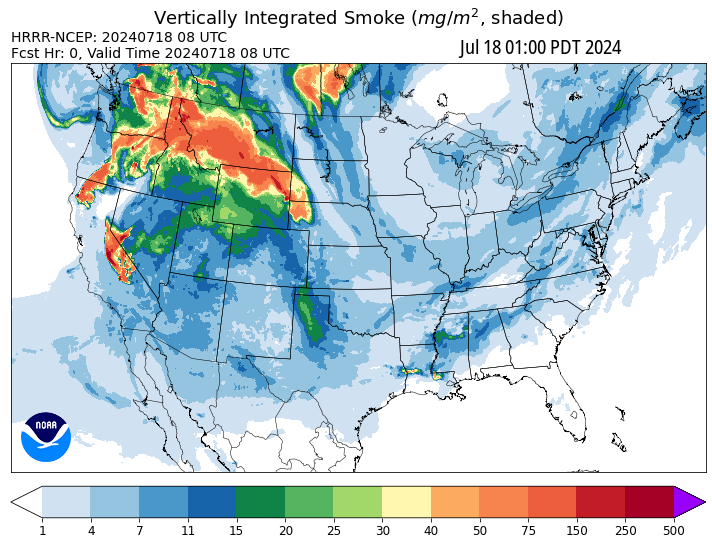 Vertically Integrated Smoke (mg/m², shaded)
HRRR-NCEP: 20240718 08 UTC
Fcst Hr: 0, Valid Time 20240718 08 UTC
Jul 18 01:00 PDT 2024
NOAA
1 4 7 11 15 20 25 30 40 50 75 150 250 500